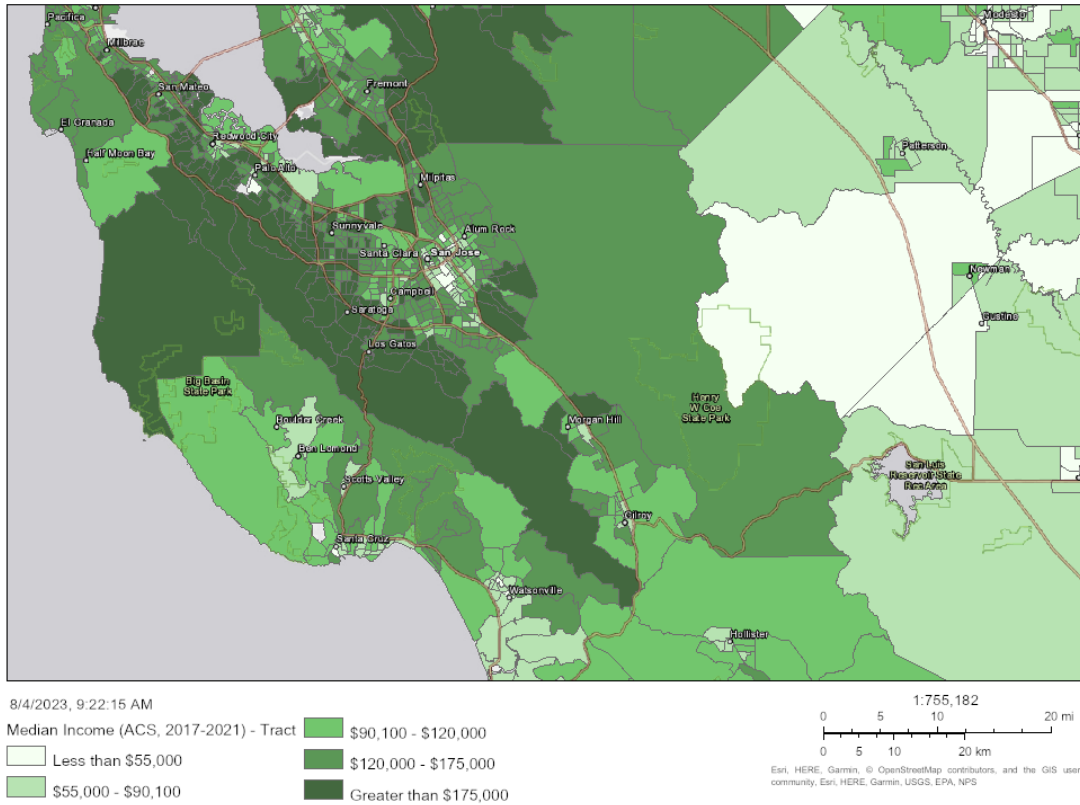 Pacifica
Modesto
Millbrae
San Mateo
Fremont
El Granada
Redwood City
Half Moon Bay
Palo Alto
Patterson
Milpitas
Sunnyvale
Alum Rock
Santa Clara
San Jose
Newman
Campbell
Saratoga
Gustine
Los Gatos
Big Basin
State Park
Henry
W Coe
State Park
Boulder Creek
Morgan Hill
Ben Lomond
San Luis
Reservoir State
Rec Area
Scotts Valley
Gilroy
Santa Cruz
Watsonville
Hollister
8/4/2023, 9:22:15 AM
Median Income (ACS, 2017-2021) - Tract
Less than $55,000
$55,000 - $90,100
$90,100 - $120,000
$120,000 - $175,000
Greater than $175,000
1:755,182
0 5 10 20 mi
0 5 10 20 km
Esri, HERE, Garmin, © OpenStreetMap contributors, and the GIS user
community, Esri, HERE, Garmin, USGS, EPA, NPS